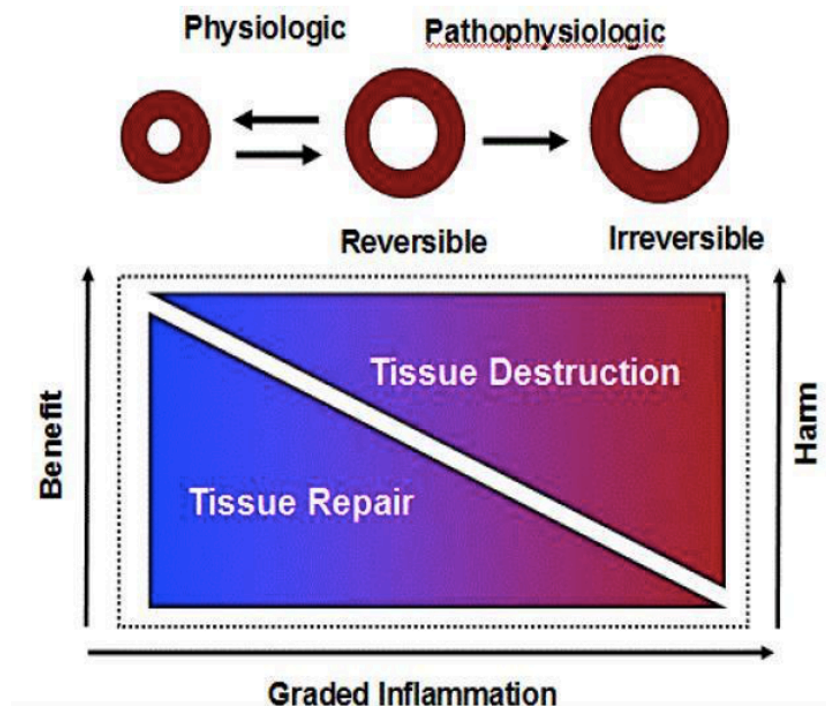 Physiologic
Pathophysiologic
Reversible
Irreversible
Benefit
Tissue Destruction
Tissue Repair
Harm
Graded Inflammation